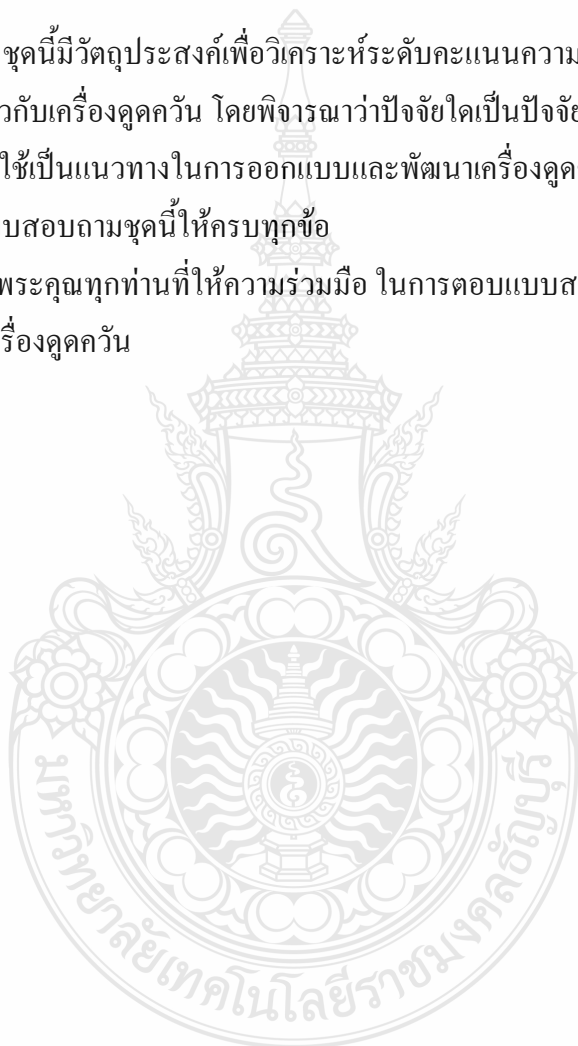 ชุดนี้มีวัตถุประสงค์เพื่อวิเคราะห์ระดับคะแนนความ
วกับเครื่องดูดควัน โดยพิจารณาว่าปัจจัยใดเป็นปัจจัย
ใช้เป็นแนวทางในการออกแบบและพัฒนาเครื่องดูด
บสอบถามชุดนี้ให้ครบทุกข้อ
พระคุณทุกท่านที่ให้ความร่วมมือ ในการตอบแบบส
รื่องดูดควัน
มหาวิทยาลัยเทคโนโลยีราชมงคลธัญบุรี